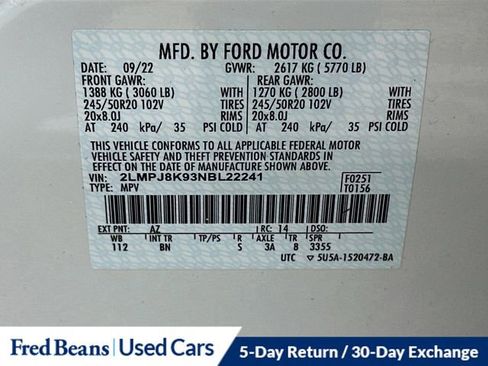 MFD. BY FORD MOTOR CO.
DATE: 09/22 GVWR: 2617 KG ( 5770 LB)
FRONT GAWR: REAR GAWR:
1388 KG ( 3060 LB) WITH 1270 KG ( 2800 LB) WITH
245/50R20 102V TIRES 245/50R20 102V TIRES
20x8.0J RIMS 20x8.0J RIMS
AT 240 kPa/ 35 PSI COLD AT 240 kPa/ 35 PSI COLD
THIS VEHICLE CONFORMS TO ALL APPLICABLE FEDERAL MOTOR
VEHICLE SAFETY AND THEFT PREVENTION STANDARDS IN EFFECT ON
THE DATE OF MANUFACTURE SHOWN ABOVE.
VIN: 2LMPJ8K93NBL22241 F0251
TYPE: MPV T0156
EXT PNT: AZ RC: 14 DSO:
WB INT TR TP/PS R AXLE TR SPR
112 BN S 3A 8 3355
UTC 5U5A-1520472-BA
Fred Beans Used Cars 5-Day Return / 30-Day Exchange